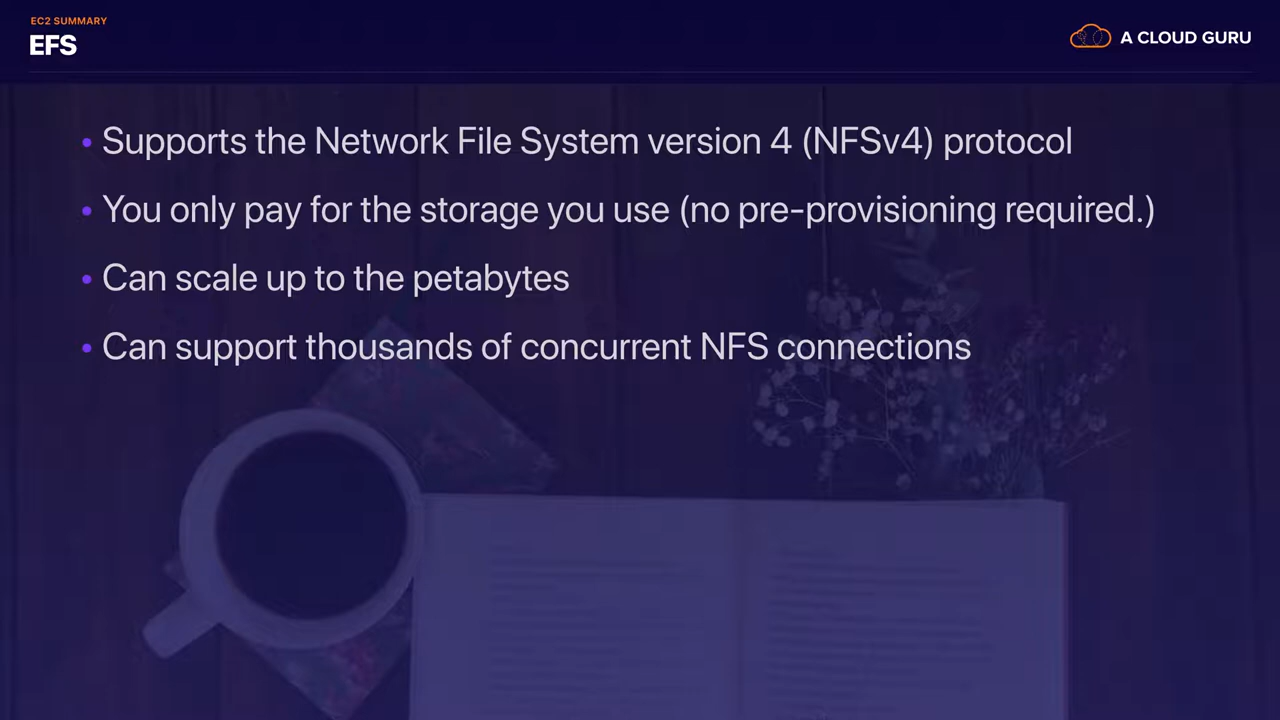 EC2 SUMMARY
EFS
A CLOUD GURU
• Supports the Network File System version 4 (NFSv4) protocol
• You only pay for the storage you use (no pre-provisioning required.)
• Can scale up to the petabytes
• Can support thousands of concurrent NFS connections